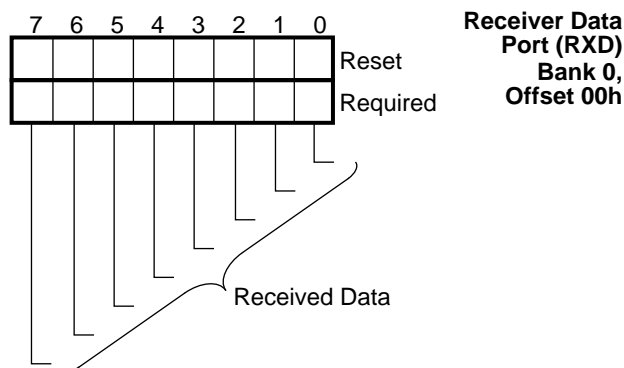 7 6 5 4 3 2 1 0
Reset
Required
Receiver Data
Port (RXD)
Bank 0,
Offset 00h
Received Data